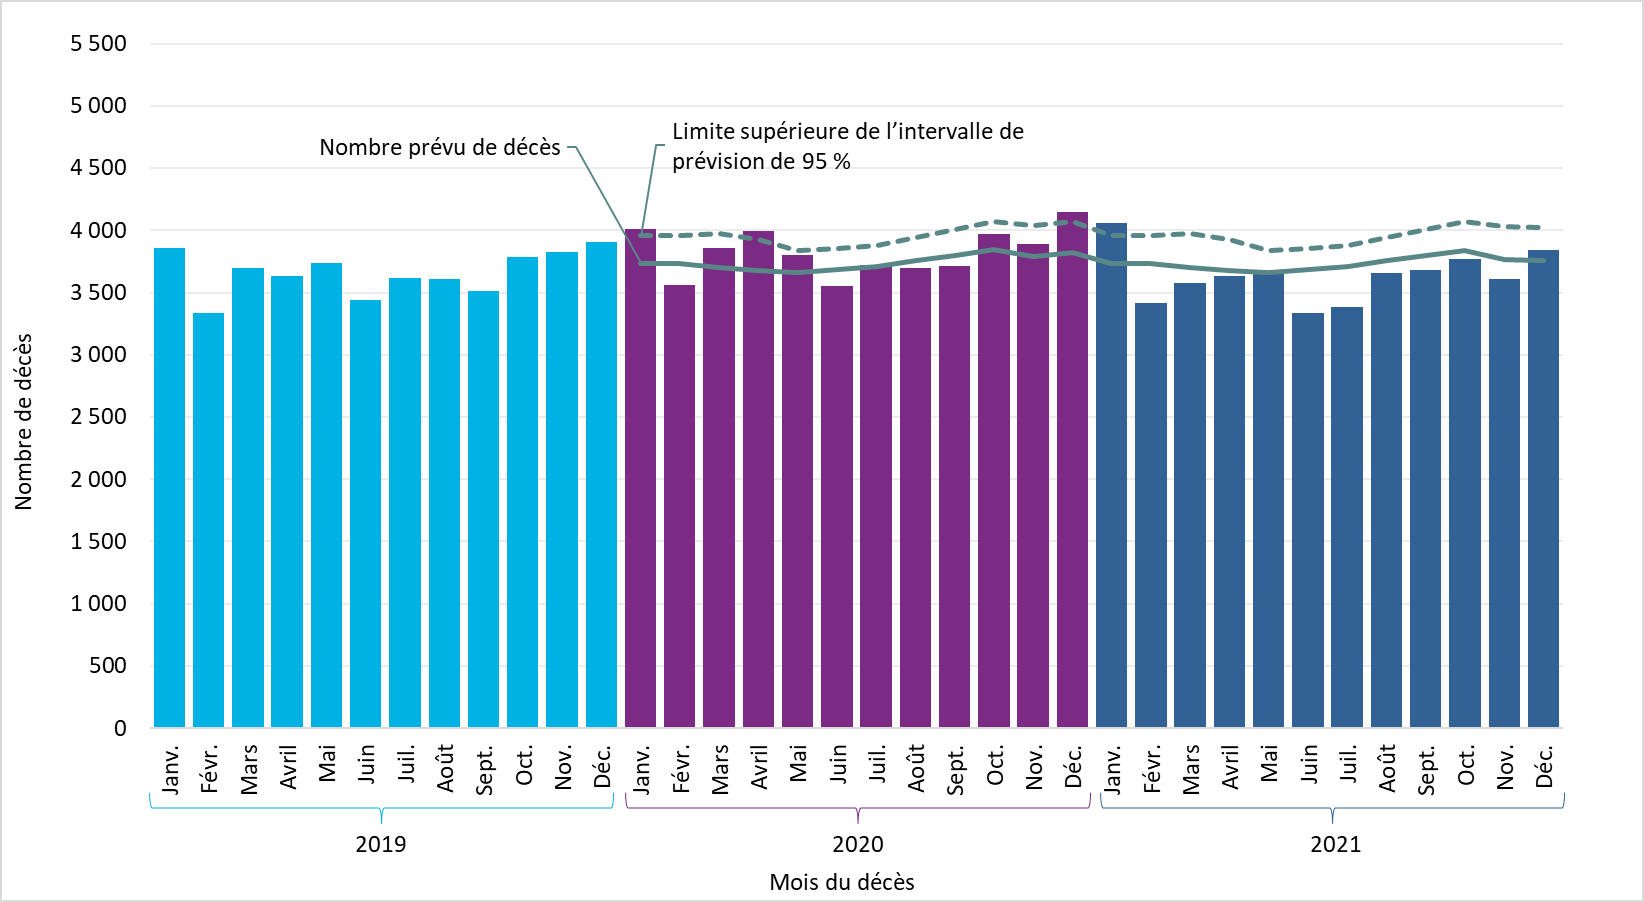 5 500
5 000
4 500
4 000
3 500
3 000
2 500
2 000
1 500
1 000
500
0
Nombre de décès
Nombre prévu de décès
Limite supérieure de l’intervalle de
prévision de 95 %
Janv.
Févr.
Mars
Avril
Mai
Juin
Juil.
Août
Sept.
Oct.
Nov.
Déc.
Janv.
Févr.
Mars
Avril
Mai
Juin
Juil.
Août
Sept.
Oct.
Nov.
Déc.
Janv.
Févr.
Mars
Avril
Mai
Juin
Juil.
Août
Sept.
Oct.
Nov.
Déc.
2019
2020
2021
Mois du décès